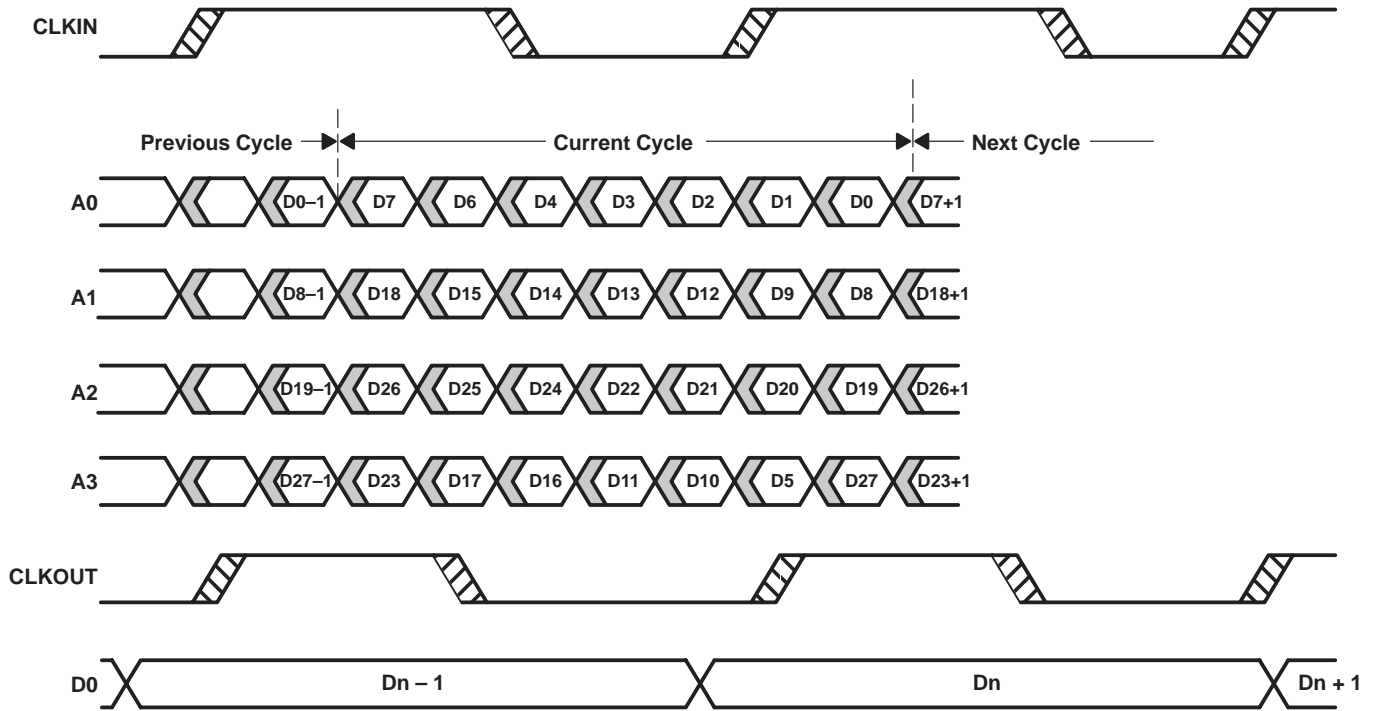 CLKIN
Previous Cycle Current Cycle Next Cycle
A0 D0–1 D7 D6 D4 D3 D2 D1 D0 D7+1
A1 D8–1 D18 D15 D14 D13 D12 D9 D8 D18+1
A2 D19–1 D26 D25 D24 D22 D21 D20 D19 D26+1
A3 D27–1 D23 D17 D16 D11 D10 D5 D27 D23+1
CLKOUT
D0 Dn – 1 Dn Dn + 1